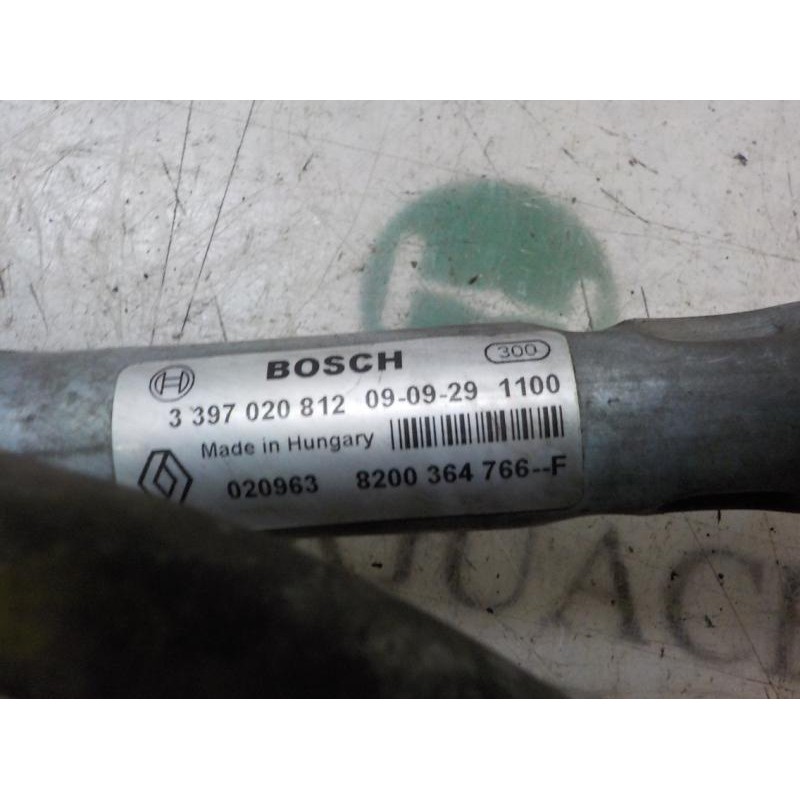 BOSCH
300
3 397 020 812 09-09-29 1100
Made in Hungary
020963 8200 364 766--F